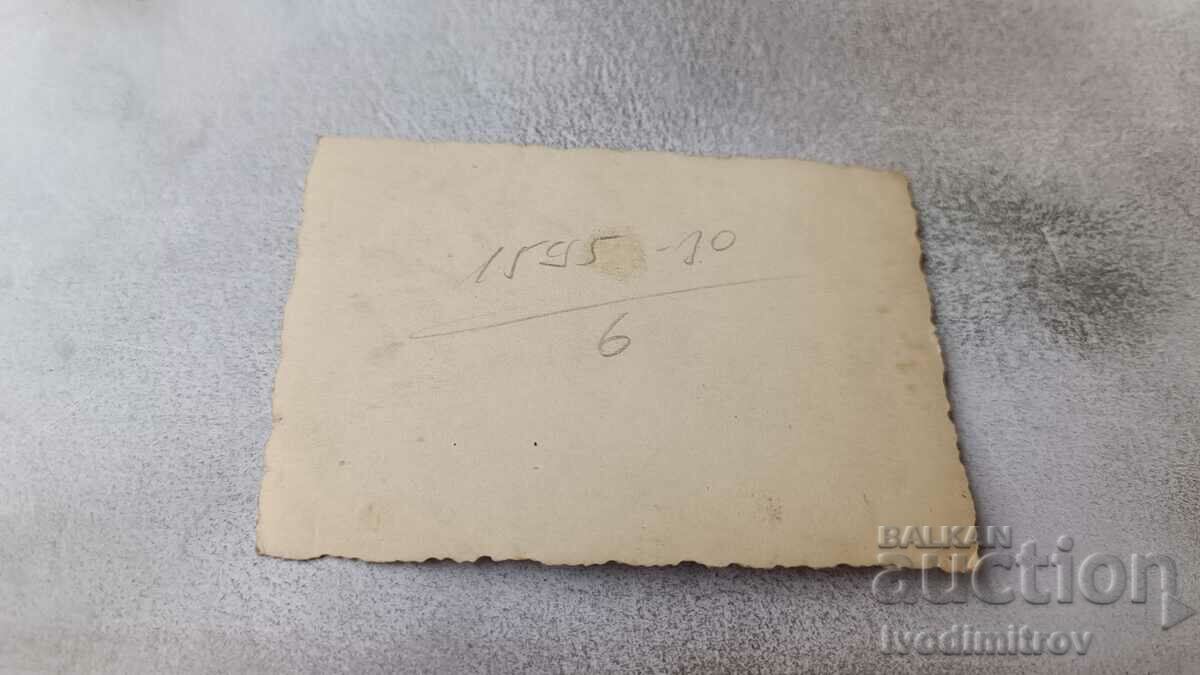 1595 -10
6
BALKAN
auction
Ivodimitrov